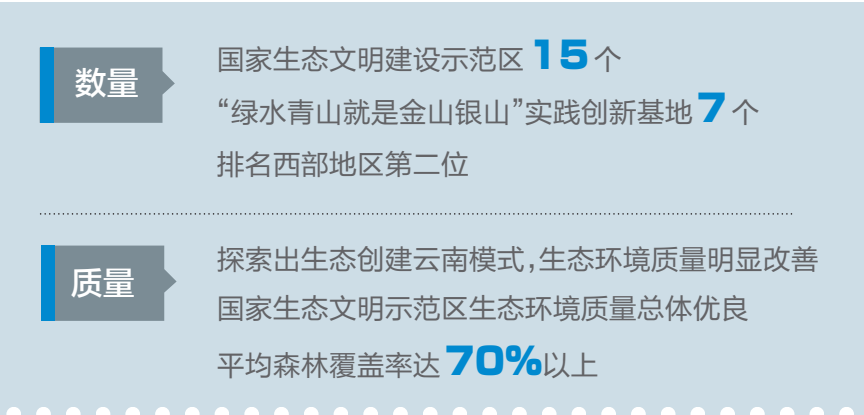 数量
国家生态文明建设示范区 15 个
“绿水青山就是金山银山”实践创新基地 7 个
排名西部地区第二位
质量
探索出生态创建云南模式,生态环境质量明显改善
国家生态文明示范区生态环境质量总体优良
平均森林覆盖率达 70%以上